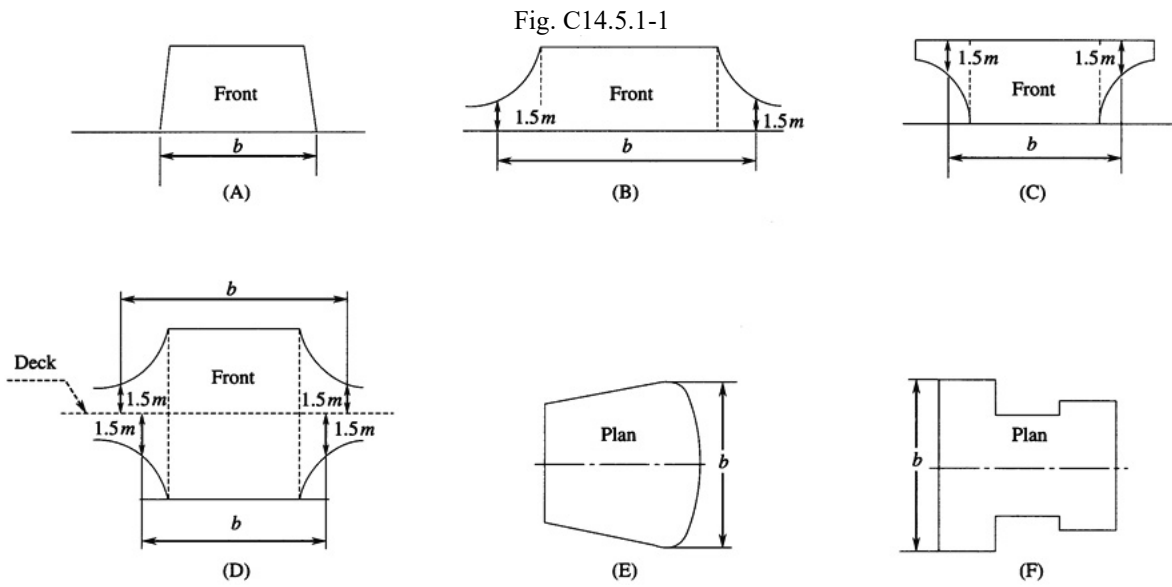 Fig. C14.5.1-1
Front
b
(A)
Front
1.5m
1.5m
b
(B)
1.5m
1.5m
Front
b
(C)
b
Deck
Front
1.5m
1.5m
1.5m
1.5m
b
(D)
Plan
b
(E)
Plan
b
(F)